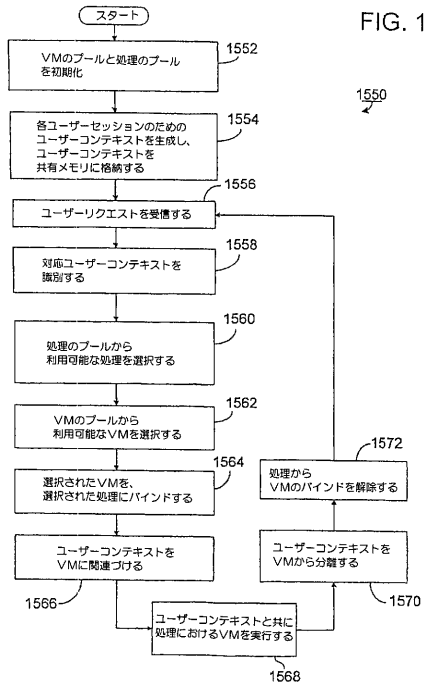 FIG. 1
スタート
1550
1552
VMのプールと処理のプール
を初期化
1554
各ユーザーセッションのための
ユーザーコンテキストを生成し、
ユーザーコンテキストを
共有メモリに格納する
1556
ユーザーリクエストを受信する
1558
対応ユーザーコンテキストを
識別する
1560
処理のプールから
利用可能な処理を選択する
1562
VMのプールから
利用可能なVMを選択する
1564
選択されたVMを、
選択された処理にバインドする
ユーザーコンテキストを
VMに関連づける
1566
ユーザーコンテキストと共に
処理におけるVMを実行する
1568
ユーザーコンテキストを
VMから分離する
1570
1572
処理から
VMのバインドを解除する